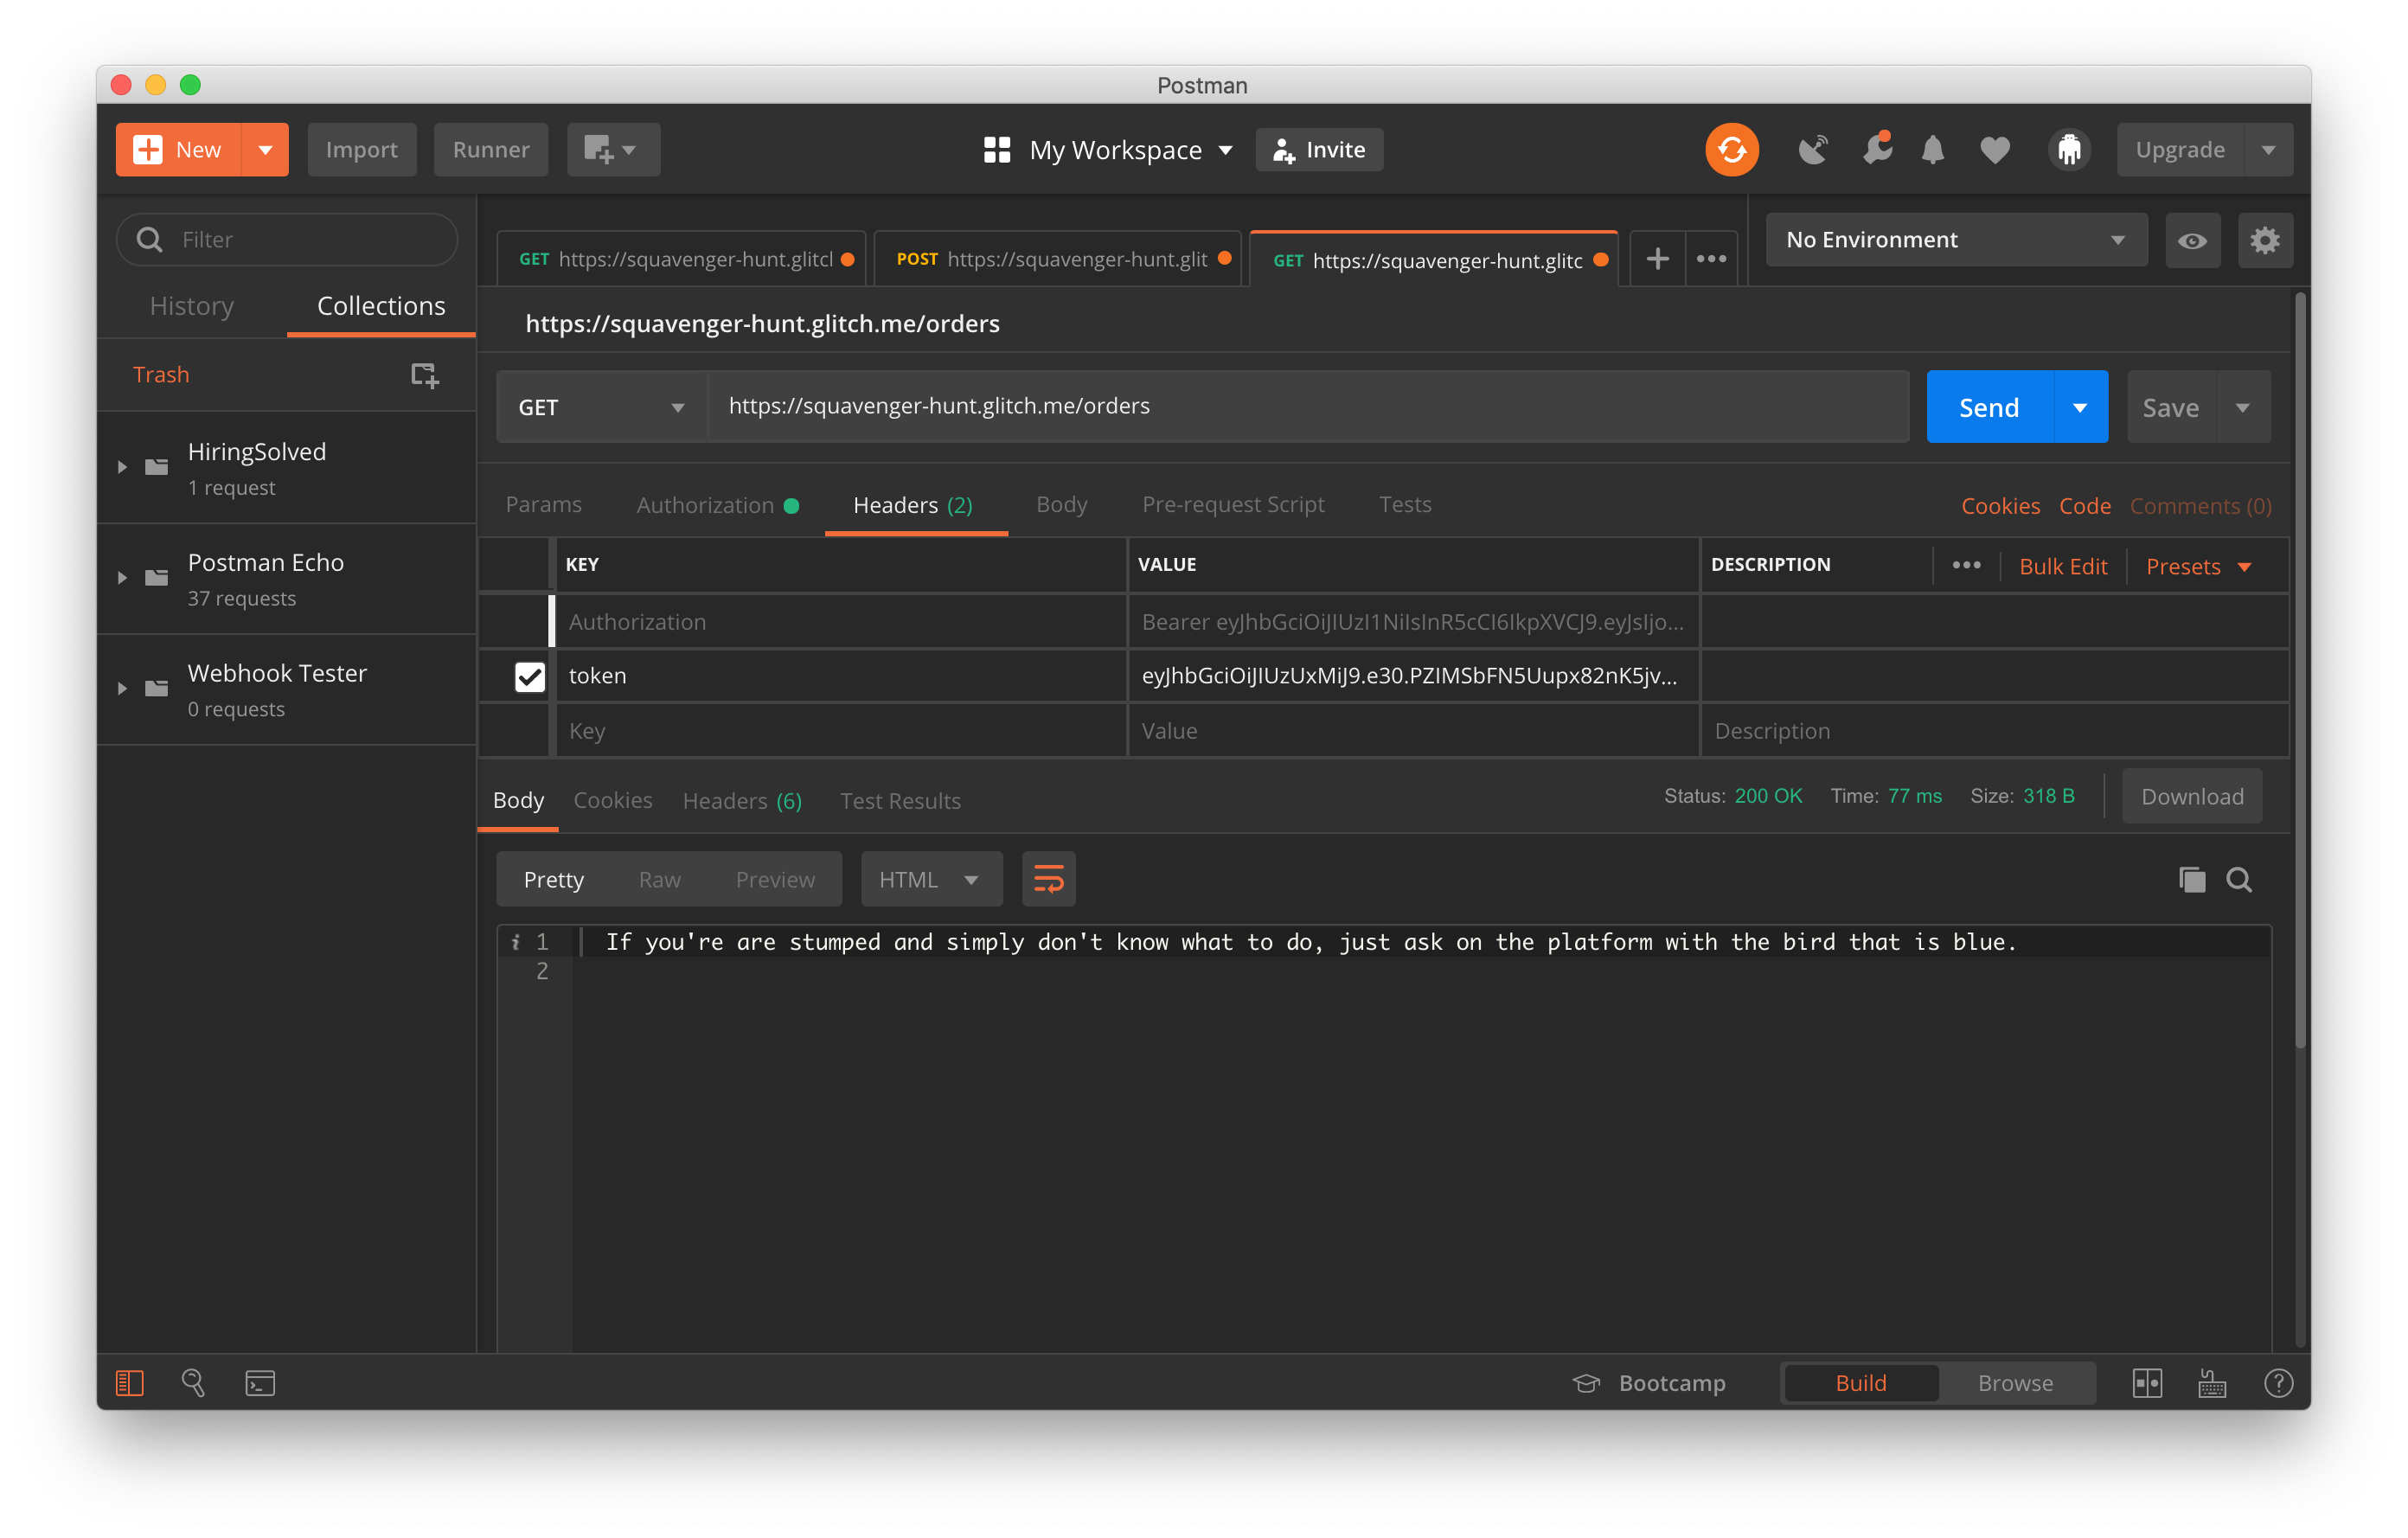 Postman
New
Import
Runner
My Workspace
Invite
Upgrade
Filter
History
Collections
Trash
HiringSolved
1 request
Postman Echo
37 requests
Webhook Tester
0 requests
GET https://squavenger-hunt.glitcl
POST https://squavenger-hunt.glit
GET https://squavenger-hunt.glitc
No Environment
https://squavenger-hunt.glitch.me/orders
GET
https://squavenger-hunt.glitch.me/orders
Send
Save
Params
Authorization
Headers (2)
Body
Pre-request Script
Tests
Cookies
Code
Comments (0)
KEY
VALUE
DESCRIPTION
Bulk Edit
Presets
Authorization
Bearer eyJhbGciOiJIUzI1NiIsInR5cCI6IkpXVCJ9.eyJsIjo...
token
eyJhbGciOiJIUzUxMiJ9.e30.PZIMSbFN5Uupx82nK5jv...
Key
Value
Description
Body
Cookies
Headers (6)
Test Results
Status: 200 OK
Time: 77 ms
Size: 318 B
Download
Pretty
Raw
Preview
HTML
1 If you're are stumped and simply don't know what to do, just ask on the platform with the bird that is blue.
2
Bootcamp
Build
Browse